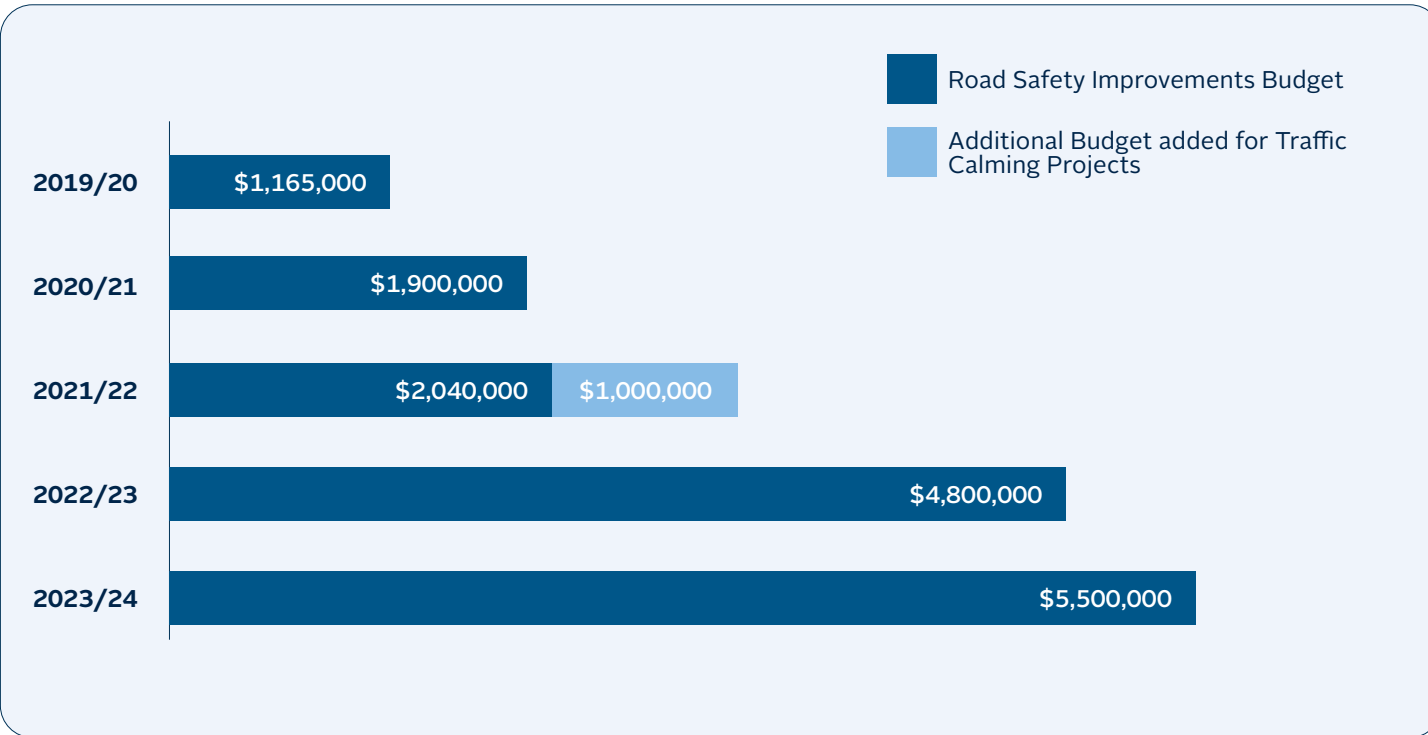 Road Safety Improvements Budget
Additional Budget added for Traffic
Calming Projects
2019/20 $1,165,000
2020/21 $1,900,000
2021/22 $2,040,000 $1,000,000
2022/23 $4,800,000
2023/24 $5,500,000